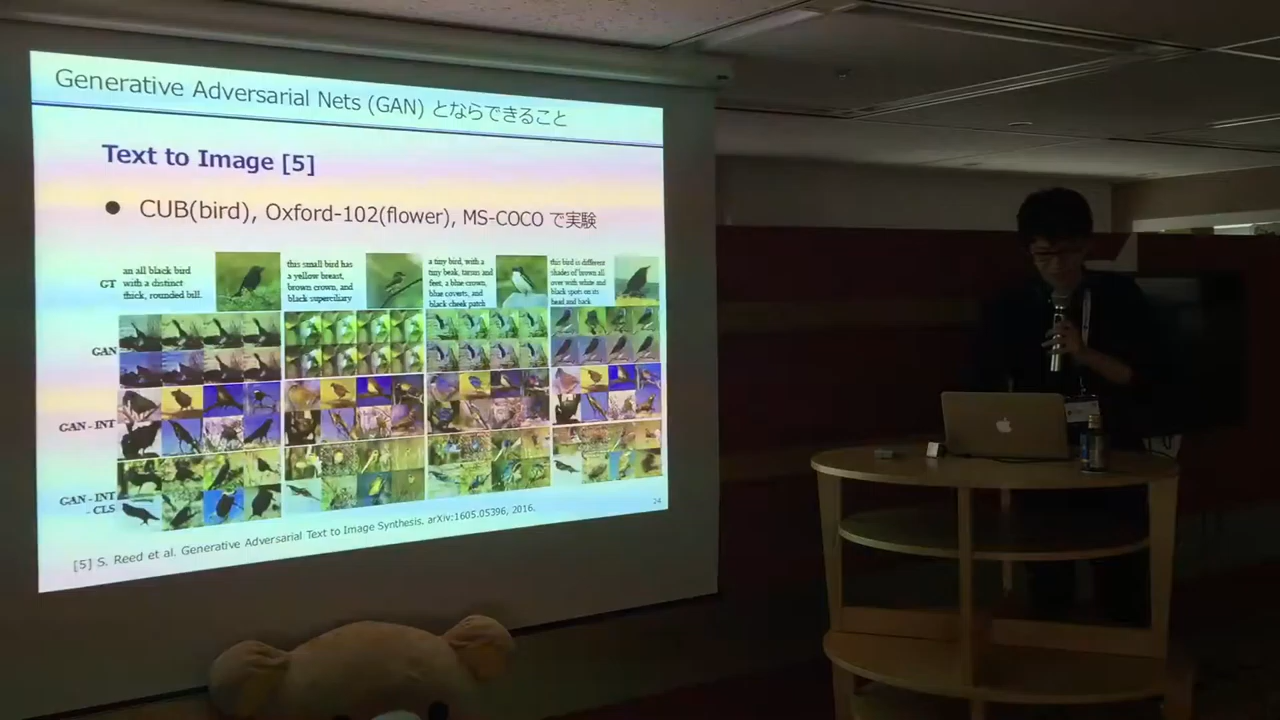 Generative Adversarial Nets (GAN) とならできること
Text to Image [5]
● CUB(bird), Oxford-102(flower), MS-COCO で実験
GT
an all black bird
with a distinct
thick, rounded bill.
this small bird has
a yellow breast,
brown crown, and
black superciliary
a tiny bird, with a
tiny beak, tarsus and
feet, a blue crown,
blue coverts, and
black cheek patch
this bird is different
shades of brown all
over with white and
black spots on its
head and back
GAN
GAN - INT
GAN - INT
- CLS
24
[5] S. Reed et al. Generative Adversarial Text to Image Synthesis. arXiv:1605.05396, 2016.